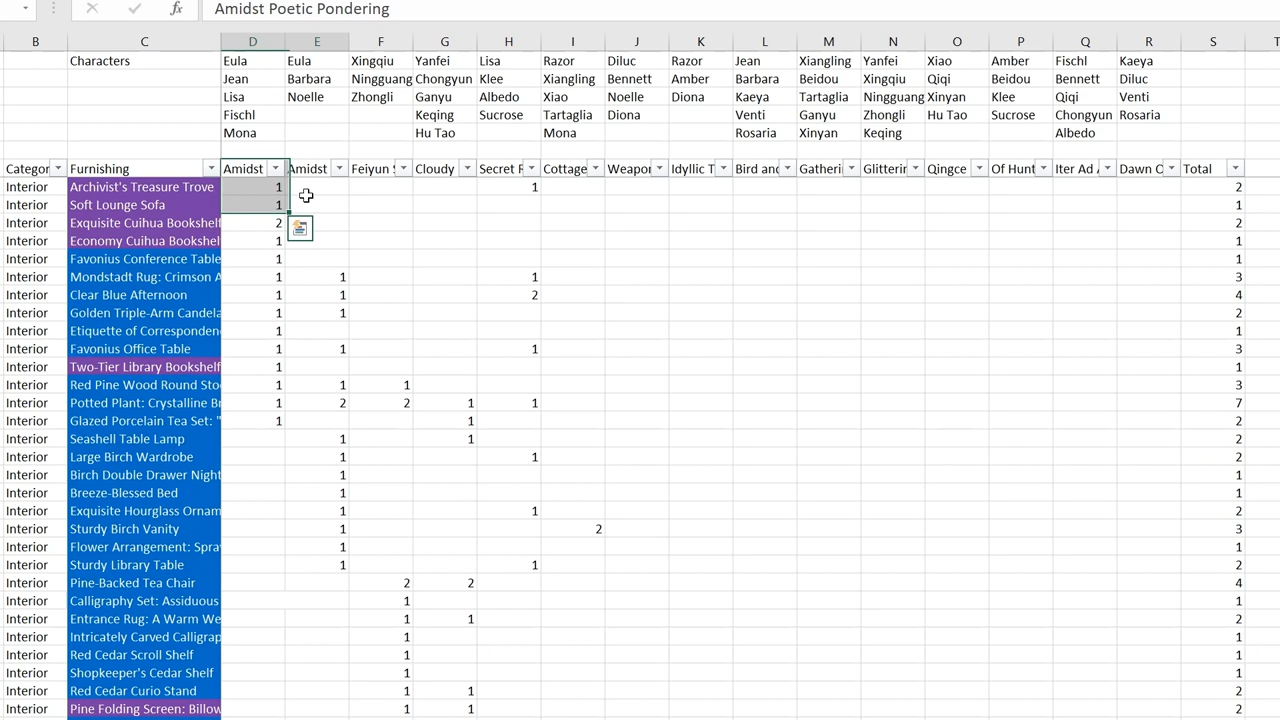 fx Amidst Poetic Pondering
B C D E F G H I J K L M N O P Q R S T
Characters Eula Eula Xingqiu Yanfei Lisa Razor Diluc Razor Jean Xiangling Yanfei Xiao Amber Fischl Kaeya
Jean Barbara Ningguang Chongyun Klee Xiangling Bennett Amber Barbara Beidou Xingqiu Qiqi Beidou Bennett Diluc
Lisa Noelle Zhongli Ganyu Albedo Xiao Noelle Diona Kaeya Tartaglia Ningguang Xinyan Klee Qiqi Venti
Fischl Keqing Sucrose Tartaglia Diona Venti Ganyu Zhongli Hu Tao Sucrose Chongyun Rosaria
Mona Hu Tao Mona Rosaria Xinyan Keqing Albedo
Categor Furnishing Amidst Amidst Feiyun S Cloudy Secret R Cottage Weapo Idyllic T Bird and Gatheri Glitterin Qingce Of Hunt Iter Ad A Dawn O Total
Interior Archivist's Treasure Trove 1 1 2
Interior Soft Lounge Sofa 1 1
Interior Exquisite Cuihua Bookshelf 2 2
Interior Economy Cuihua Bookshel 1 1
Interior Favonius Conference Table 1 1
Interior Mondstadt Rug: Crimson A 1 1 1 3
Interior Clear Blue Afternoon 1 1 2 4
Interior Golden Triple-Arm Candela 1 1 2
Interior Etiquette of Corresponden 1 1
Interior Favonius Office Table 1 1 1 3
Interior Two-Tier Library Bookshelf 1 1
Interior Red Pine Wood Round Sto 1 1 1 3
Interior Potted Plant: Crystalline Br 1 2 2 1 1 7
Interior Glazed Porcelain Tea Set: " 1 1 2
Interior Seashell Table Lamp 1 1 2
Interior Large Birch Wardrobe 1 1 2
Interior Birch Double Drawer Night 1 1
Interior Breeze-Blessed Bed 1 1
Interior Exquisite Hourglass Ornam 1 1 2
Interior Sturdy Birch Vanity 1 2 3
Interior Flower Arrangement: Spra 1 1
Interior Sturdy Library Table 1 1 2
Interior Pine-Backed Tea Chair 2 2 4
Interior Calligraphy Set: Assiduous 1 1
Interior Entrance Rug: A Warm We 1 1 2
Interior Intricately Carved Calligrap 1 1
Interior Red Cedar Scroll Shelf 1 1
Interior Shopkeeper's Cedar Shelf 1 1
Interior Red Cedar Curio Stand 1 1 2
Interior Pine Folding Screen: Billow 1 1 2